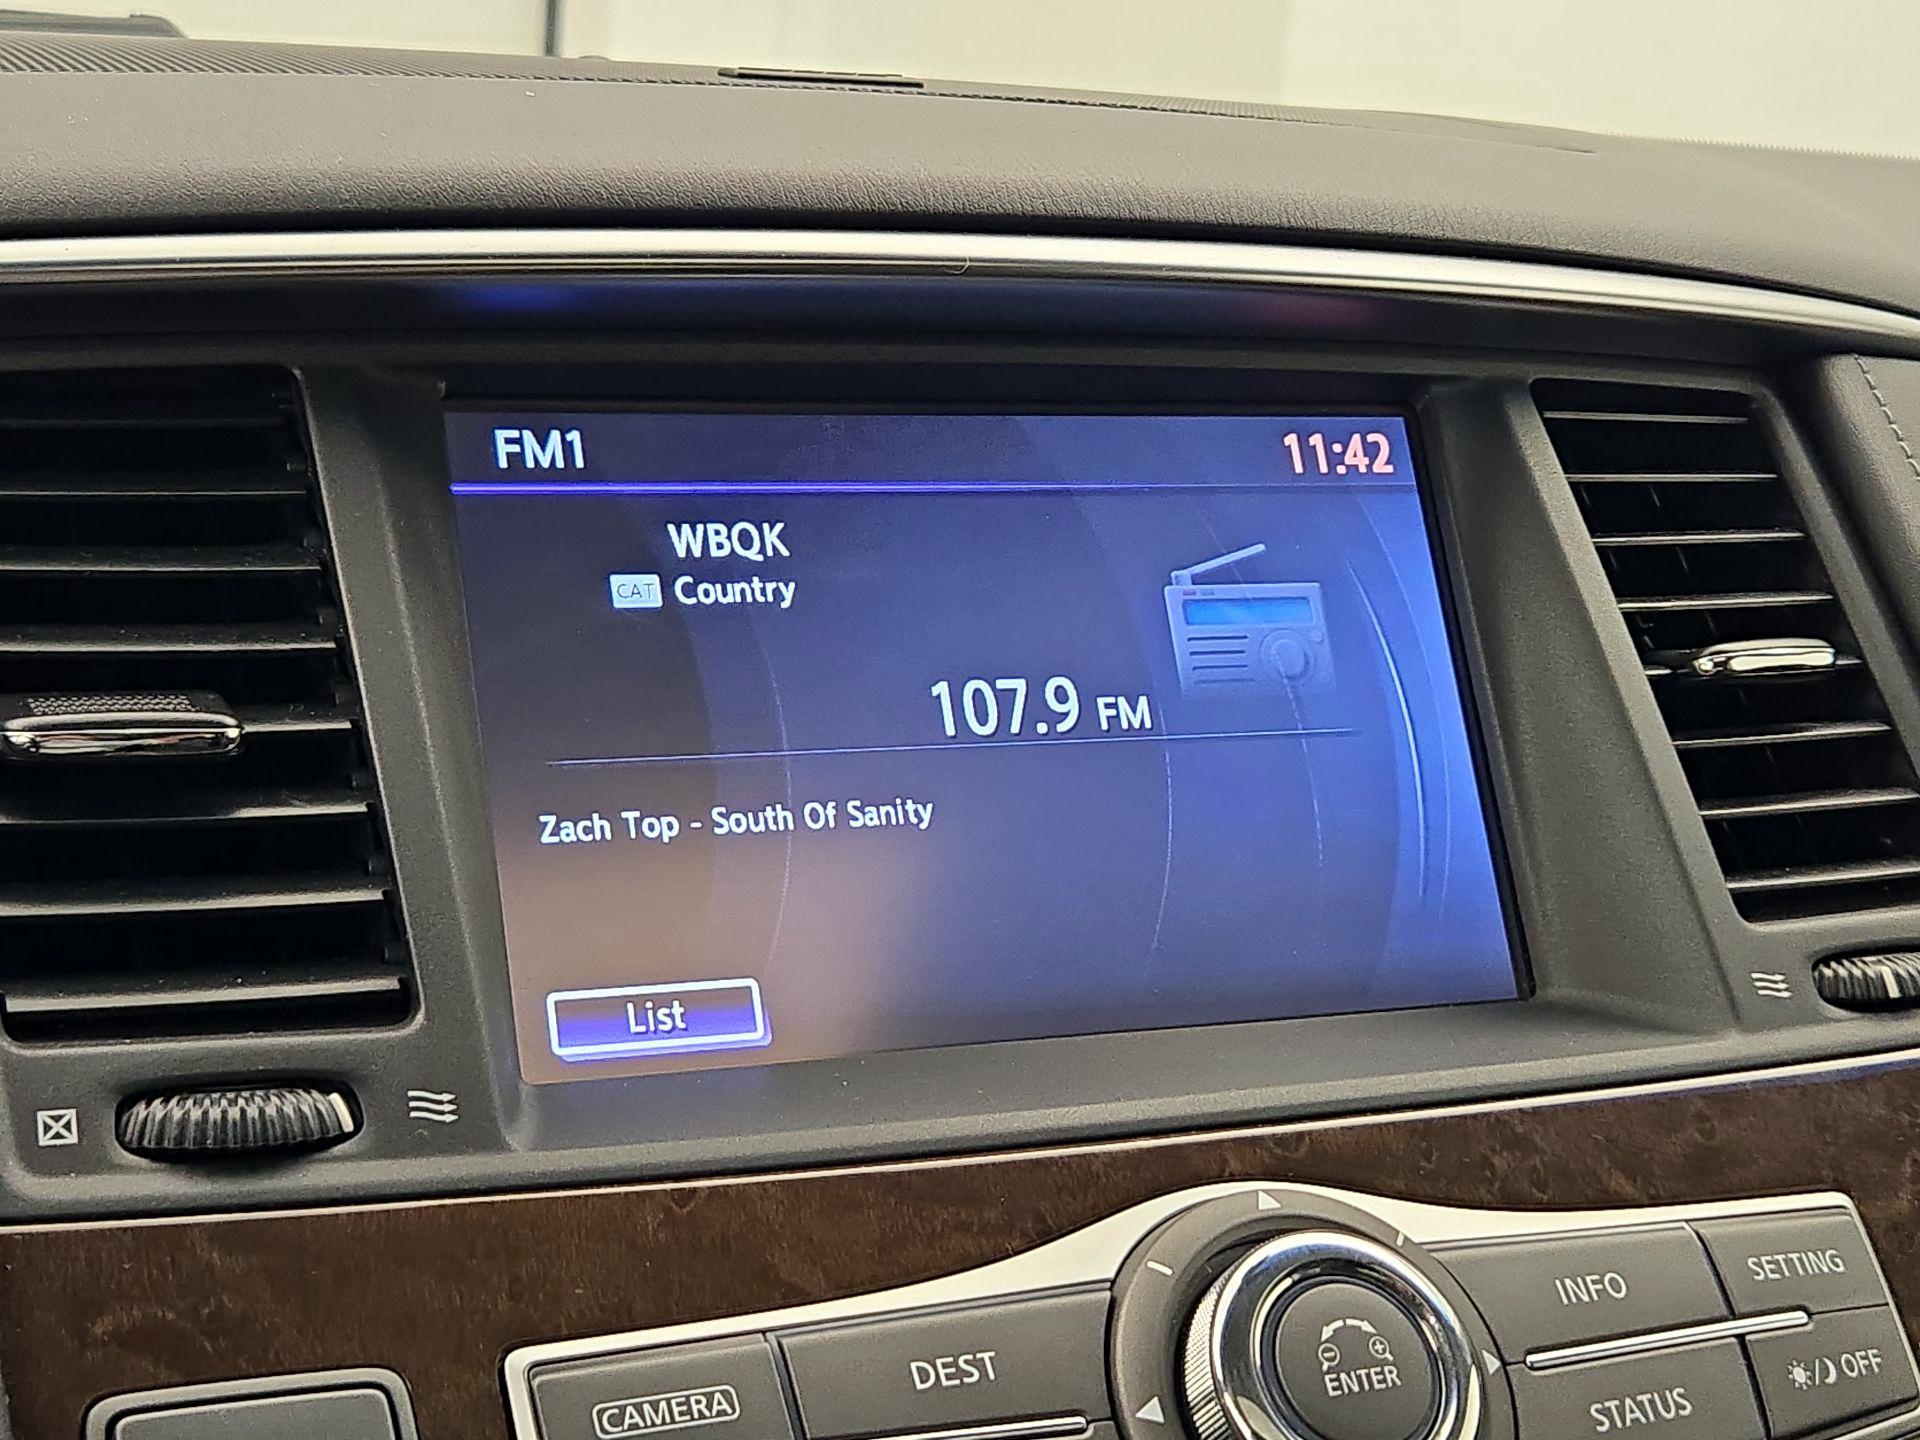 FM1
11:42
WBQK
CAT Country
107.9 FM
Zach Top - South Of Sanity
List
INFO
SETTING
DEST
ENTER
CAMERA
STATUS
OFF